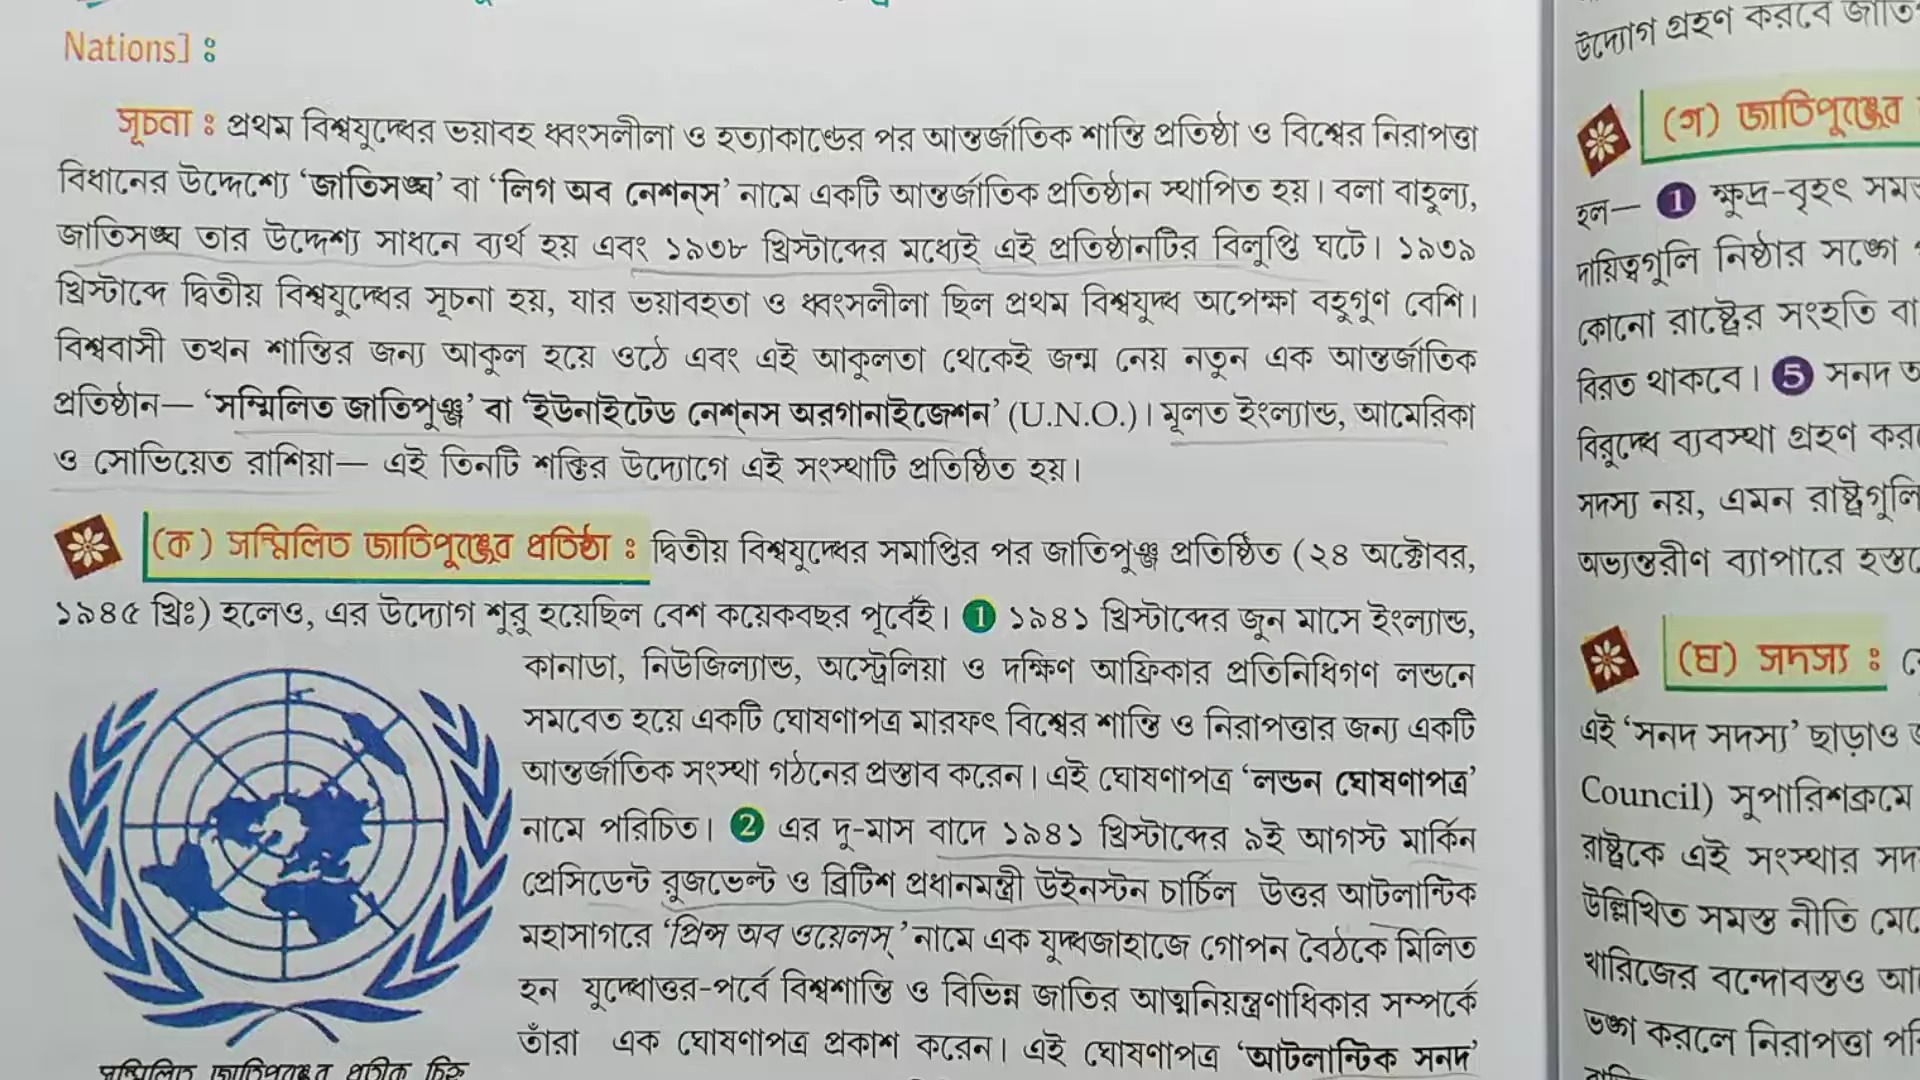 Nations] :
সূচনা : প্রথম বিশ্বযুদ্ধের ভয়াবহ ধ্বংসলীলা ও হত্যাকাণ্ডের পর আন্তর্জাতিক শান্তি প্রতিষ্ঠা ও বিশ্বের নিরাপত্তা
বিধানের উদ্দেশ্যে ‘জাতিসঙ্ঘ’ বা ‘লিগ অব নেশন্‌স’ নামে একটি আন্তর্জাতিক প্রতিষ্ঠান স্থাপিত হয়। বলা বাহুল্য,
জাতিসঙ্ঘ তার উদ্দেশ্য সাধনে ব্যর্থ হয় এবং ১৯৩৮ খ্রিস্টাব্দের মধ্যেই এই প্রতিষ্ঠানটির বিলুপ্তি ঘটে। ১৯৩৯
খ্রিস্টাব্দে দ্বিতীয় বিশ্বযুদ্ধের সূচনা হয়, যার ভয়াবহতা ও ধ্বংসলীলা ছিল প্রথম বিশ্বযুদ্ধ অপেক্ষা বহুগুণ বেশি।
বিশ্ববাসী তখন শান্তির জন্য আকুল হয়ে ওঠে এবং এই আকুলতা থেকেই জন্ম নেয় নতুন এক আন্তর্জাতিক
প্রতিষ্ঠান— ‘সম্মিলিত জাতিপুঞ্জ’ বা ‘ইউনাইটেড নেশ্‌নস অরগানাইজেশন’ (U.N.O.)। মূলত ইংল্যান্ড, আমেরিকা
ও সোভিয়েত রাশিয়া— এই তিনটি শক্তির উদ্যোগে এই সংস্থাটি প্রতিষ্ঠিত হয়।
(ক) সম্মিলিত জাতিপুঞ্জের প্রতিষ্ঠা : দ্বিতীয় বিশ্বযুদ্ধের সমাপ্তির পর জাতিপুঞ্জ প্রতিষ্ঠিত (২৪ অক্টোবর,
১৯৪৫ খ্রিঃ) হলেও, এর উদ্যোগ শুরু হয়েছিল বেশ কয়েকবছর পূর্বেই। 1 ১৯৪১ খ্রিস্টাব্দের জুন মাসে ইংল্যান্ড,
কানাডা, নিউজিল্যান্ড, অস্ট্রেলিয়া ও দক্ষিণ আফ্রিকার প্রতিনিধিগণ লন্ডনে
সমবেত হয়ে একটি ঘোষণাপত্র মারফৎ বিশ্বের শান্তি ও নিরাপত্তার জন্য একটি
আন্তর্জাতিক সংস্থা গঠনের প্রস্তাব করেন। এই ঘোষণাপত্র ‘লন্ডন ঘোষণাপত্র’
নামে পরিচিত। 2 এর দু-মাস বাদে ১৯৪১ খ্রিস্টাব্দের ৯ই আগস্ট মার্কিন
প্রেসিডেন্ট রুজভেল্ট ও ব্রিটিশ প্রধানমন্ত্রী উইনস্টন চার্চিল উত্তর আটলান্টিক
মহাসাগরে ‘প্রিন্স অব ওয়েলস্’ নামে এক যুদ্ধজাহাজে গোপন বৈঠকে মিলিত
হন যুদ্ধোত্তর-পর্বে বিশ্বশান্তি ও বিভিন্ন জাতির আত্মনিয়ন্ত্রণাধিকার সম্পর্কে
তাঁরা এক ঘোষণাপত্র প্রকাশ করেন। এই ঘোষণাপত্র ‘আটলান্টিক সনদ’
সম্মিলিত জাতিপুঞ্জের প্রতীক চিহ্ন
উদ্যোগ গ্রহণ করবে
(গ) জাতিপুঞ্জের
হল— 1 ক্ষুদ্র-বৃহৎ
দায়িত্বগুলি নিষ্ঠার সঙ্গে
কোনো রাষ্ট্রের সংহতি বা
বিরত থাকবে। 5 সনদ
বিরুদ্ধে ব্যবস্থা গ্রহণ
সদস্য নয়, এমন রাষ্ট্রগুলি
অভ্যন্তরীণ ব্যাপারে
(ঘ) সদস্য :
এই ‘সনদ সদস্য’ ছাড়াও
Council) সুপারিশক্রমে
রাষ্ট্রকে এই সংস্থার
উল্লিখিত সমস্ত নীতি
খারিজের বন্দোবস্তও
ভঙ্গ করলে নিরাপত্তা